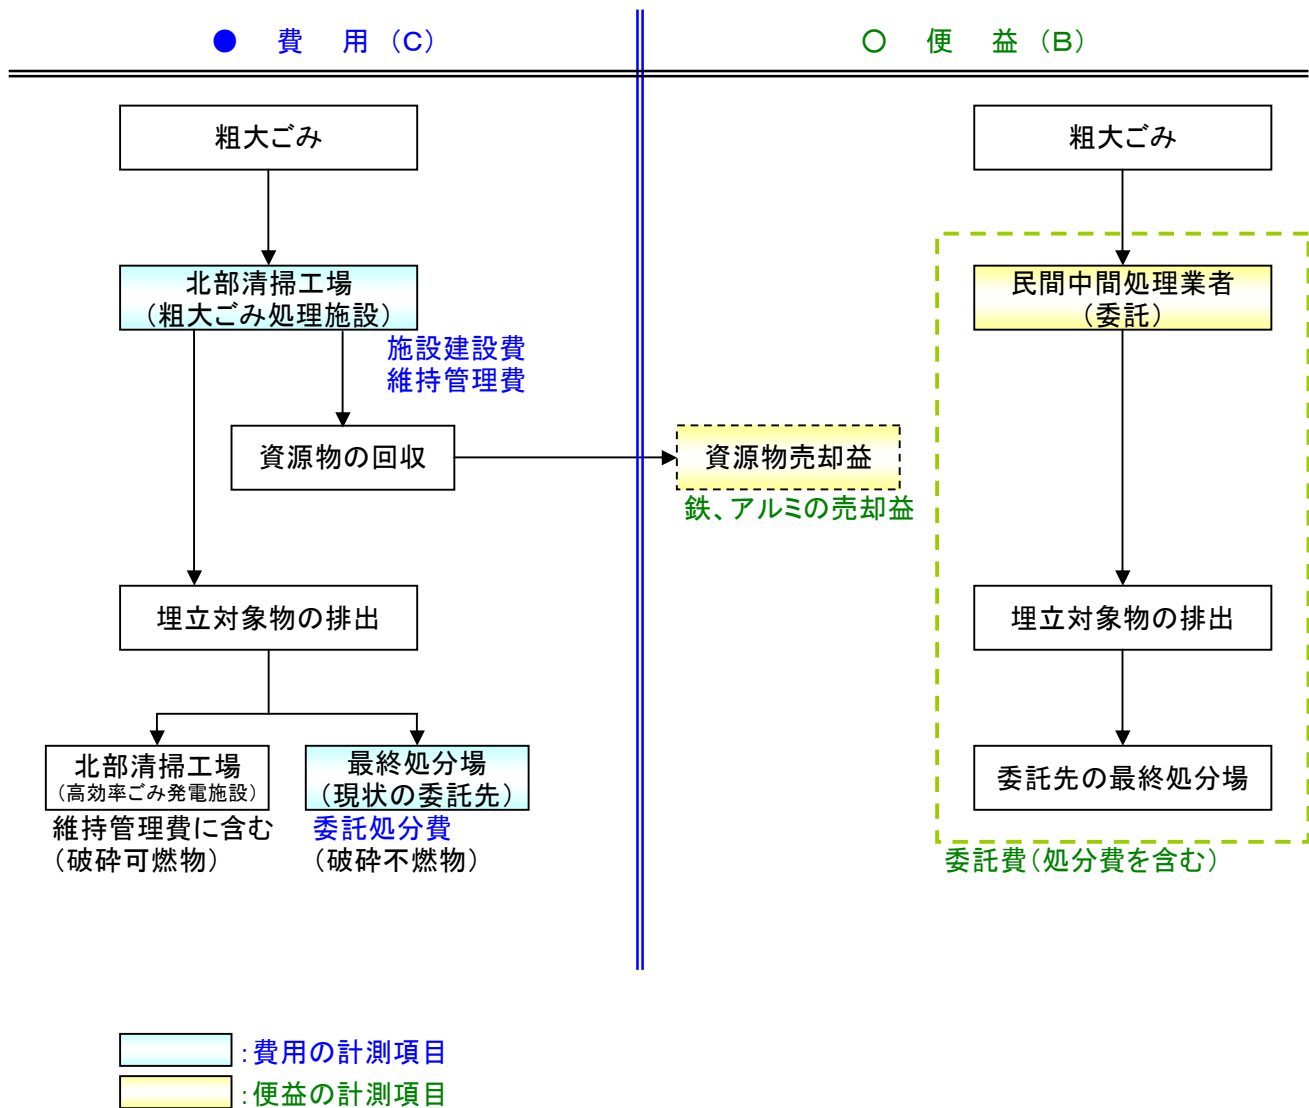 ● 費 用 (C)
○ 便 益 (B)
粗大ごみ
粗大ごみ
北部清掃工場
(粗大ごみ処理施設)
民間中間処理業者
(委託)
施設建設費
維持管理費
資源物の回収
資源物売却益
鉄、アルミの売却益
埋立対象物の排出
埋立対象物の排出
北部清掃工場
(高効率ごみ発電施設)
最終処分場
(現状の委託先)
委託先の最終処分場
維持管理費に含む
(破砕可燃物)
委託処分費
(破砕不燃物)
委託費(処分費を含む)
:費用の計測項目
:便益の計測項目